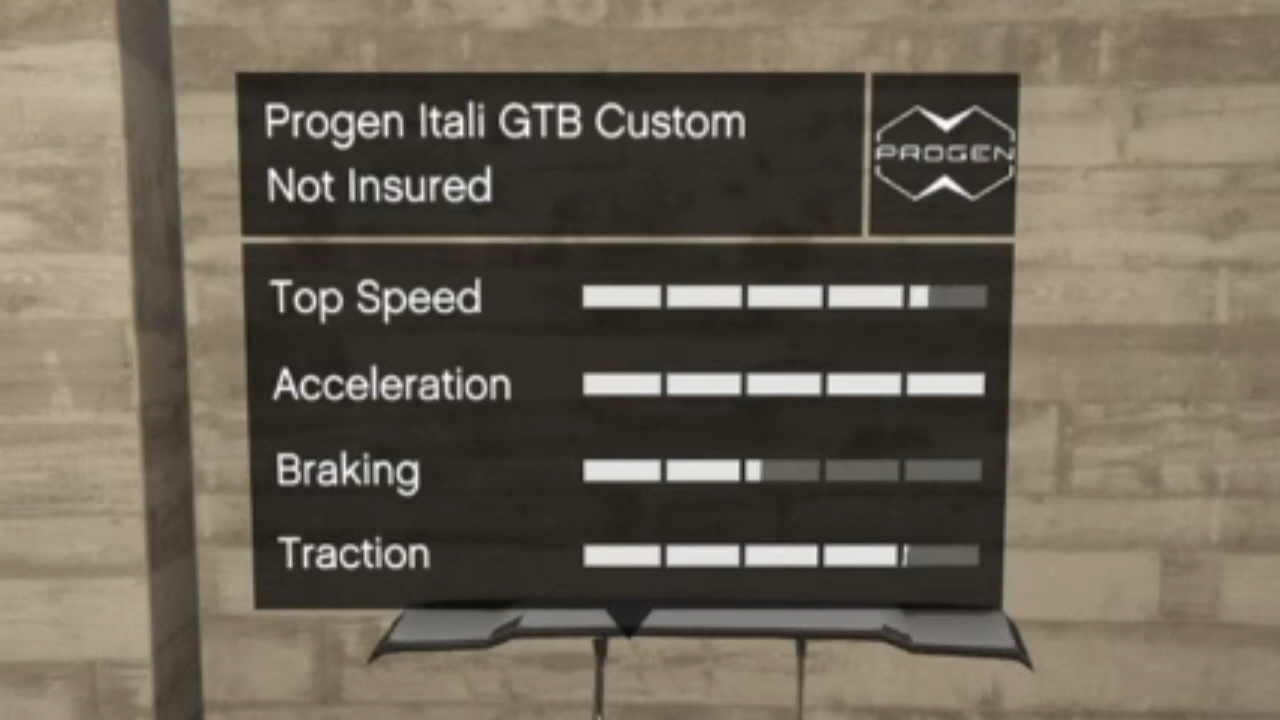 Progen Itali GTB Custom
Not Insured
PROGEN
Top Speed
Acceleration
Braking
Traction